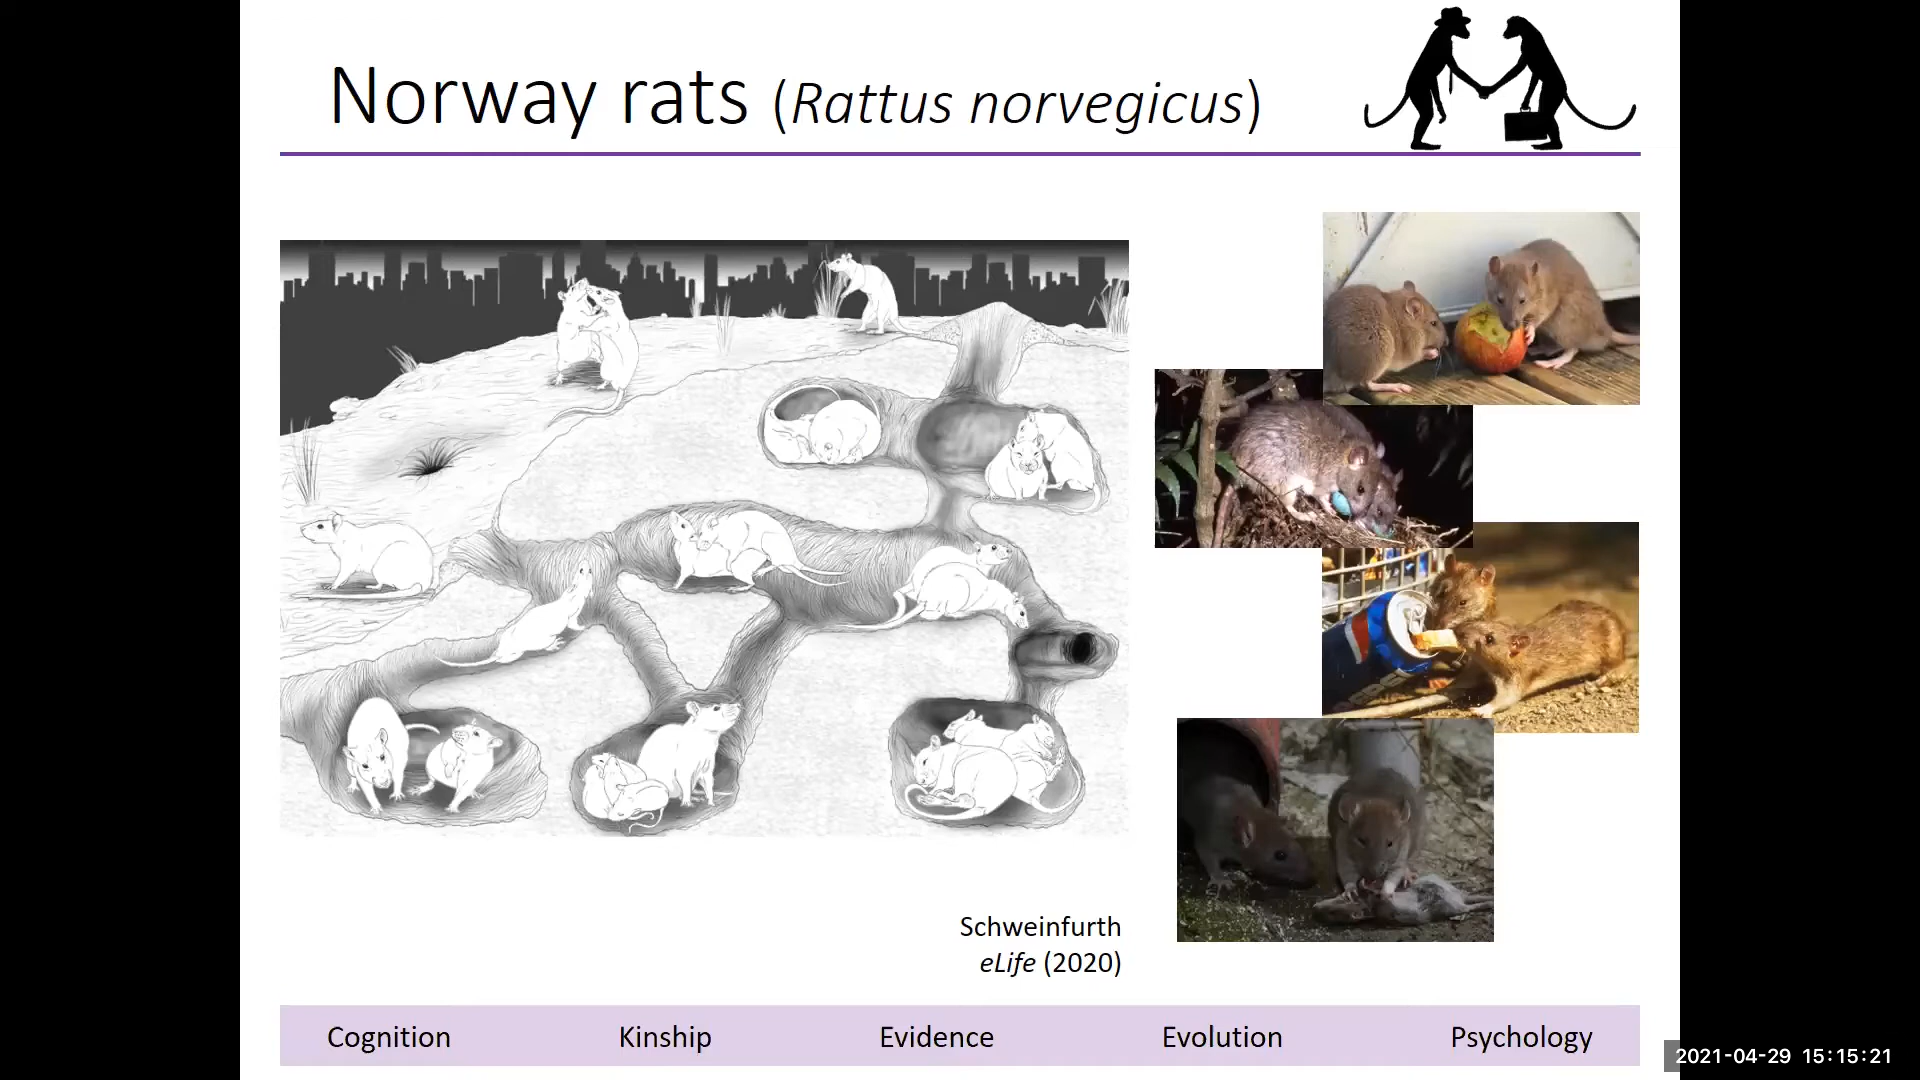 Norway rats (Rattus norvegicus)
Schweinfurth
eLife (2020)
Cognition
Kinship
Evidence
Evolution
Psychology
2021-04-29 15:15:21